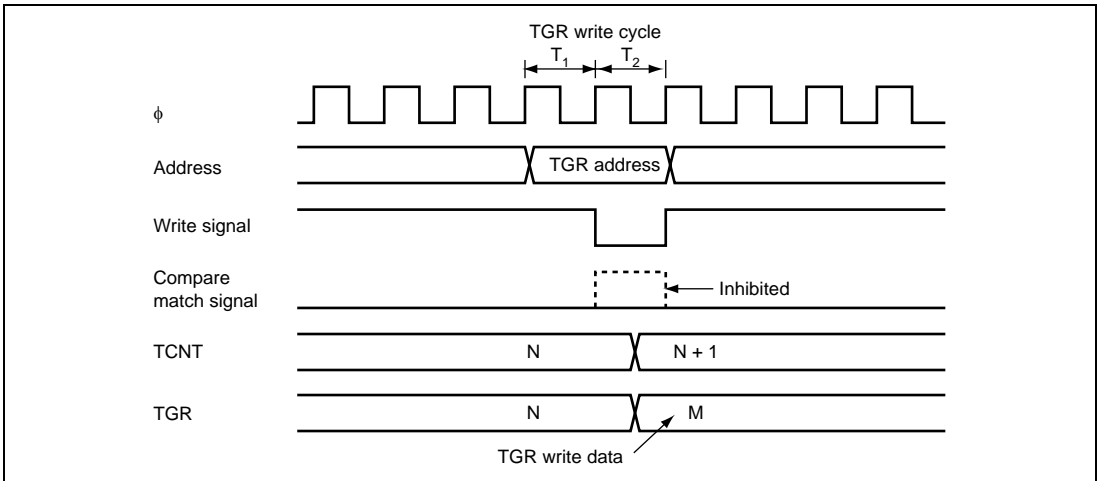 TGR write cycle
T1 T2
ϕ
Address
TGR address
Write signal
Compare
match signal
Inhibited
TCNT
N
N + 1
TGR
N
M
TGR write data